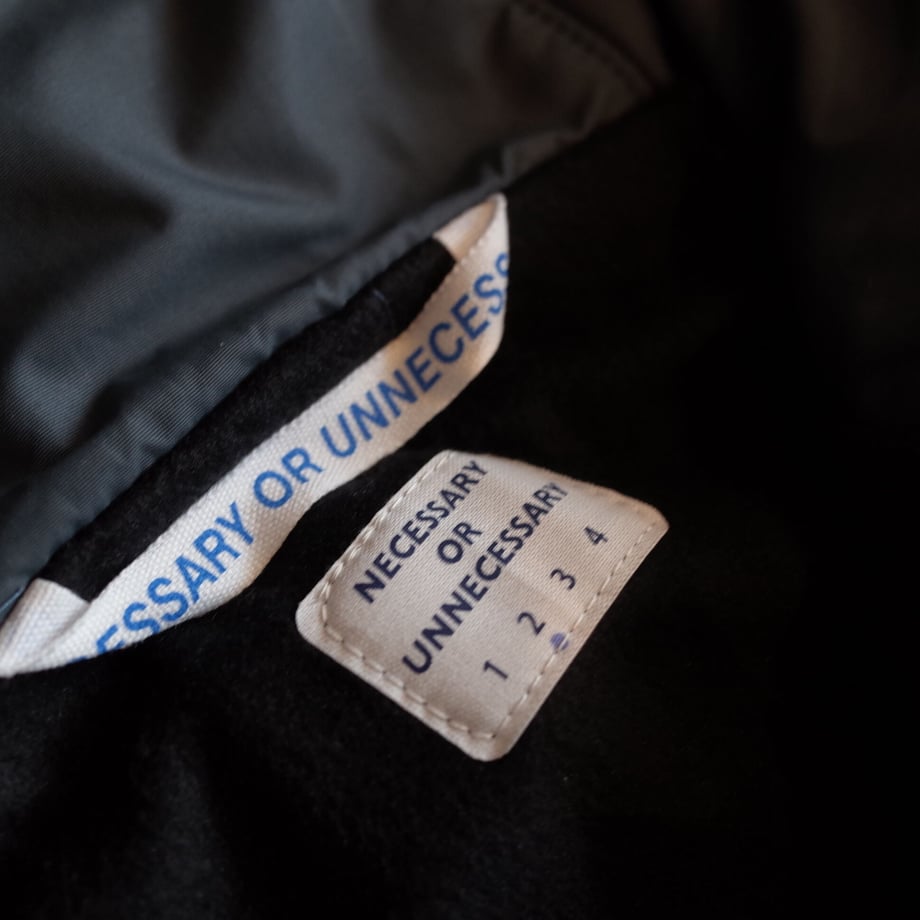 ESSARY OR UNNECESS
NECESSARY
OR
UNNECESSARY
1 2 3 4